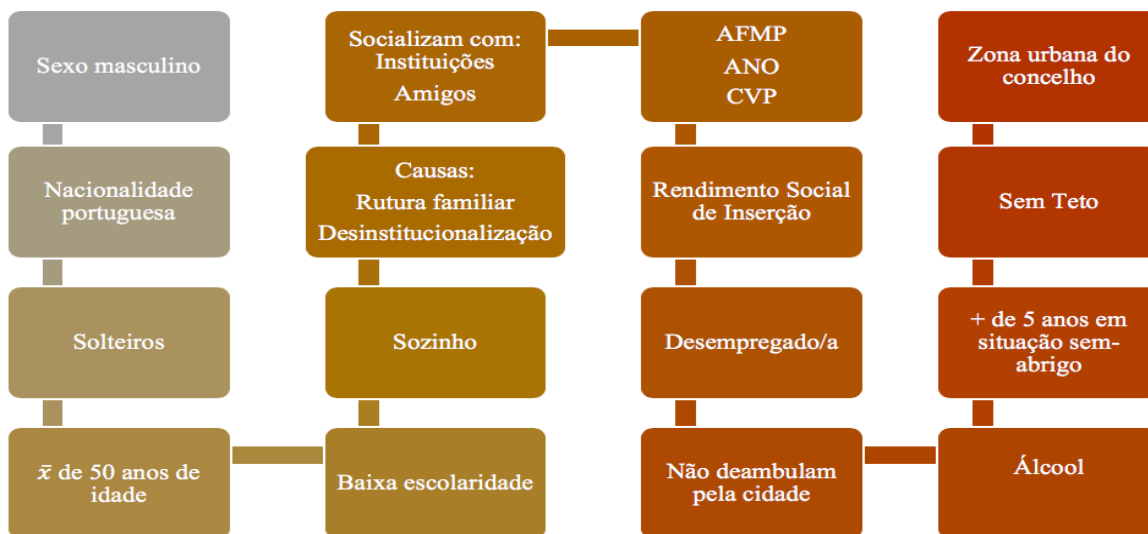 Sexo masculino
Nacionalidade
portuguesa
Solteiros
x̄ de 50 anos de
idade
Baixa escolaridade
Sozinho
Causas:
Rutura familiar
Desinstitucionalização
Socializam com:
Instituições
Amigos
AFMP
ANO
CVP
Rendimento Social
de Inserção
Desempregado/a
Não deambulam
pela cidade
Álcool
+ de 5 anos em
situação sem-
abrigo
Sem Teto
Zona urbana do
concelho